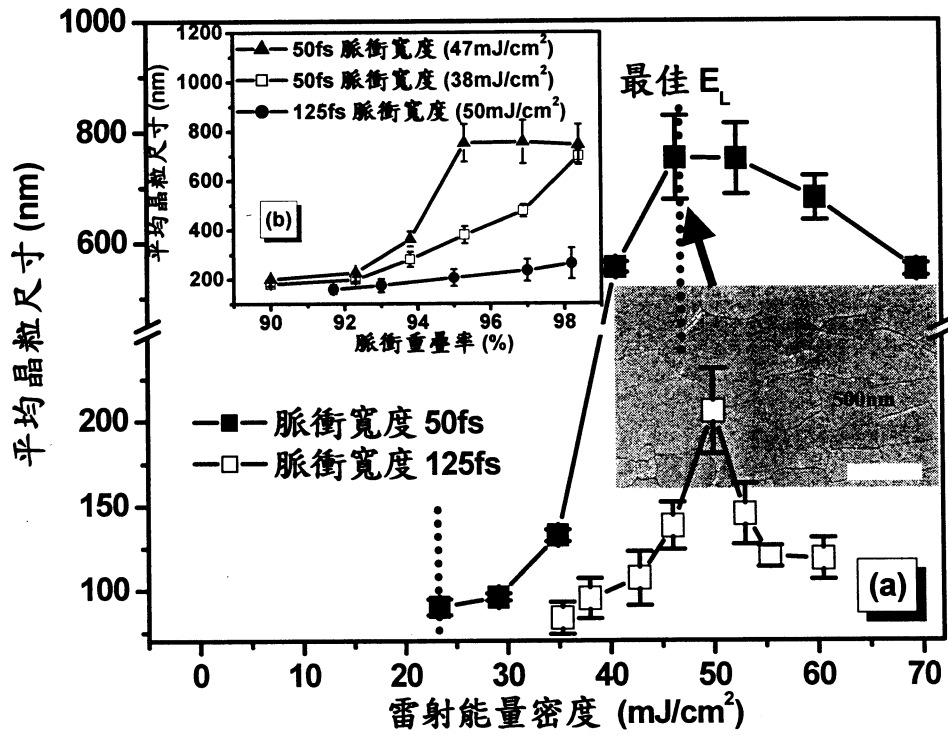 平均晶粒尺寸 (nm)
1000
800
600
200
150
100
0
10
20
30
40
50
60
70
雷射能量密度 (mJ/cm²)
脈衝寬度 50fs
脈衝寬度 125fs
最佳 E_L
500nm
(a)
平均晶粒尺寸 (nm)
1200
1000
800
600
400
200
50fs 脈衝寬度 (47mJ/cm²)
50fs 脈衝寬度 (38mJ/cm²)
125fs 脈衝寬度 (50mJ/cm²)
(b)
90
92
94
96
98
脈衝重疊率 (%)